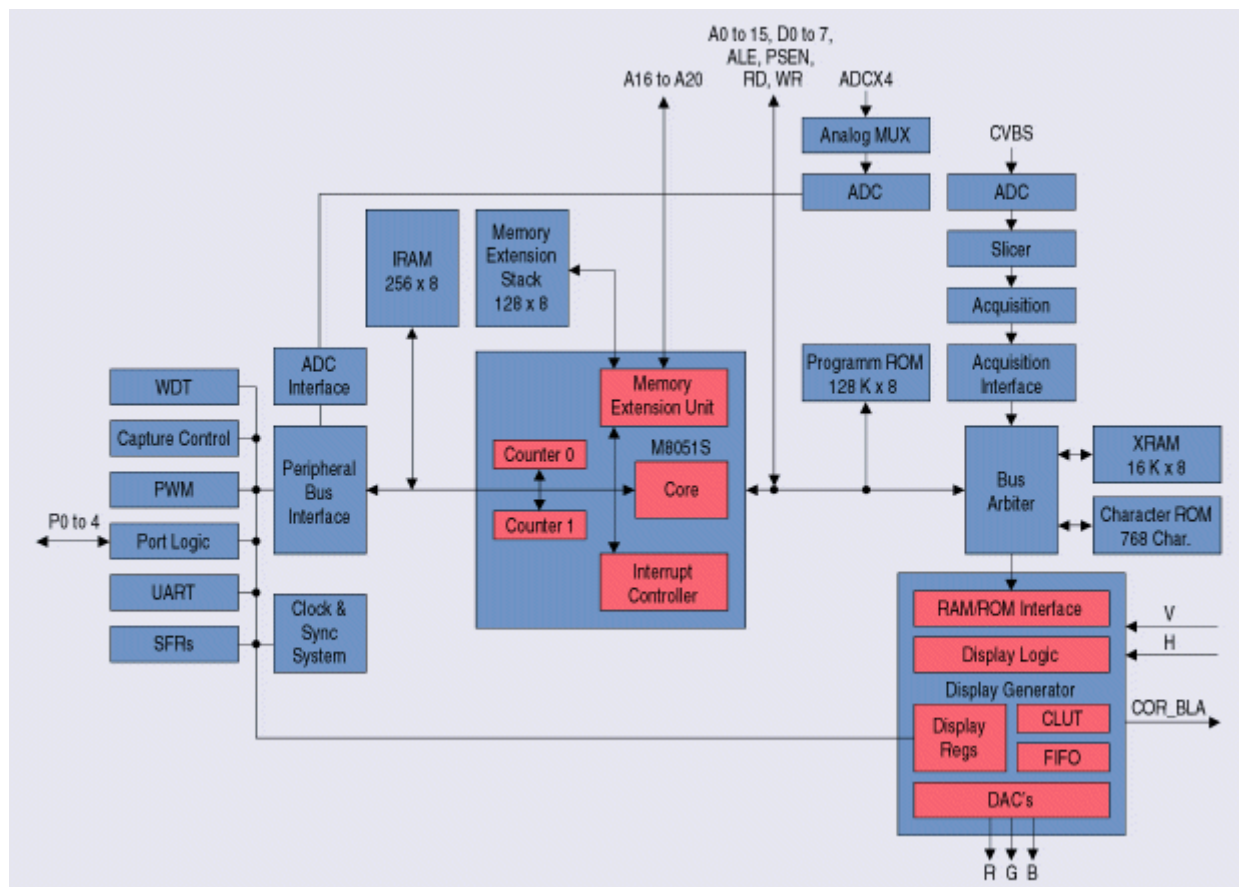 A0 to 15, D0 to 7,
ALE, PSEN,
RD, WR
A16 to A20
ADCX4
Analog MUX
CVBS
ADC
ADC
IRAM
256 x 8
Memory
Extension
Stack
128 x 8
Slicer
Acquisition
ADC
Interface
Programm ROM
128 K x 8
Acquisition
Interface
WDT
Capture Control
PWM
P0 to 4
Port Logic
UART
SFRs
Peripheral
Bus
Interface
Clock &
Sync
System
Memory
Extension Unit
M8051S
Counter 0
Core
Counter 1
Interrupt
Controller
Bus
Arbiter
XRAM
16 K x 8
Character ROM
768 Char.
RAM/ROM Interface
V
H
Display Logic
Display Generator
Display
Regs
CLUT
FIFO
COR_BLA
DAC's
R G B